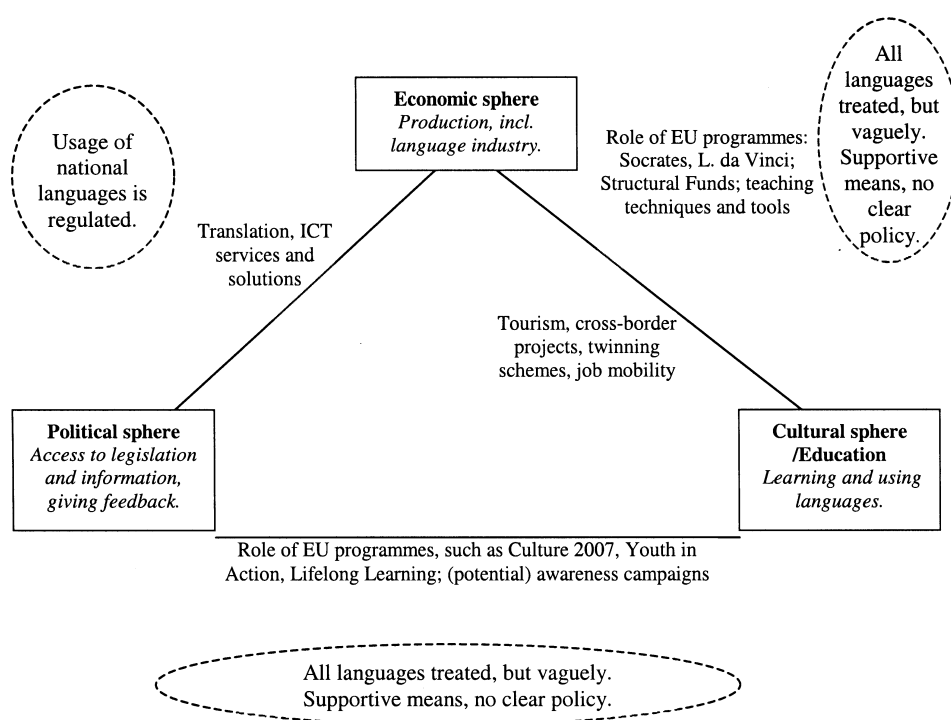 All
languages
treated, but
vaguely.
Supportive
means, no
clear
policy.
Economic sphere
Production, incl.
language industry.
Usage of
national
languages is
regulated.
Role of EU programmes:
Socrates, L. da Vinci;
Structural Funds; teaching
techniques and tools
Translation, ICT
services and
solutions
Tourism, cross-border
projects, twinning
schemes, job mobility
Political sphere
Access to legislation
and information,
giving feedback.
Cultural sphere
/Education
Learning and using
languages.
Role of EU programmes, such as Culture 2007, Youth in
Action, Lifelong Learning; (potential) awareness campaigns
All languages treated, but vaguely.
Supportive means, no clear policy.